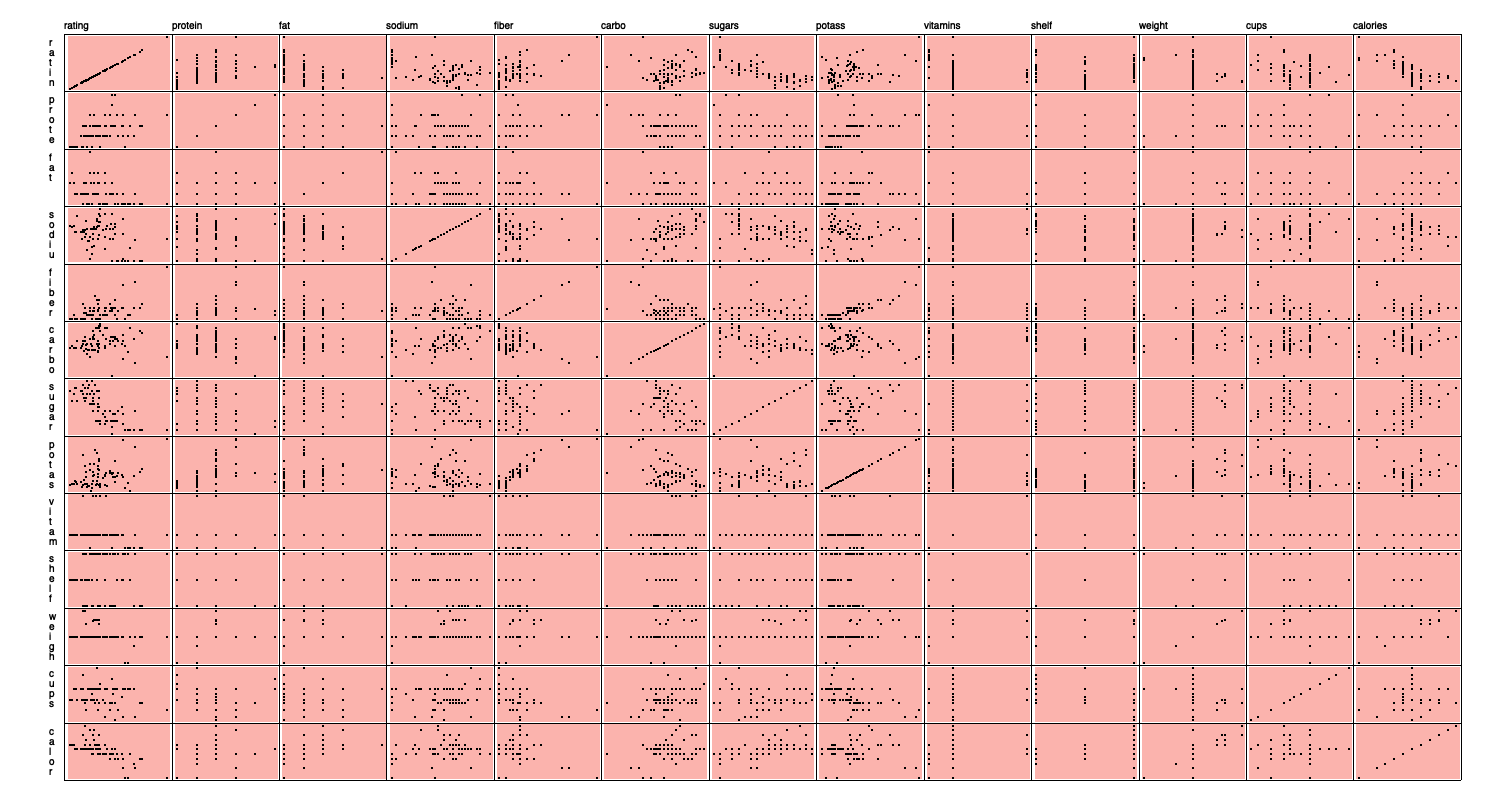 rating protein fat sodium fiber carbo sugars potass vitamins shelf weight cups calories
ratin
prote
fat
sodiu
fiber
carbo
sugar
potas
vitam
shelf
weigh
cups
calor